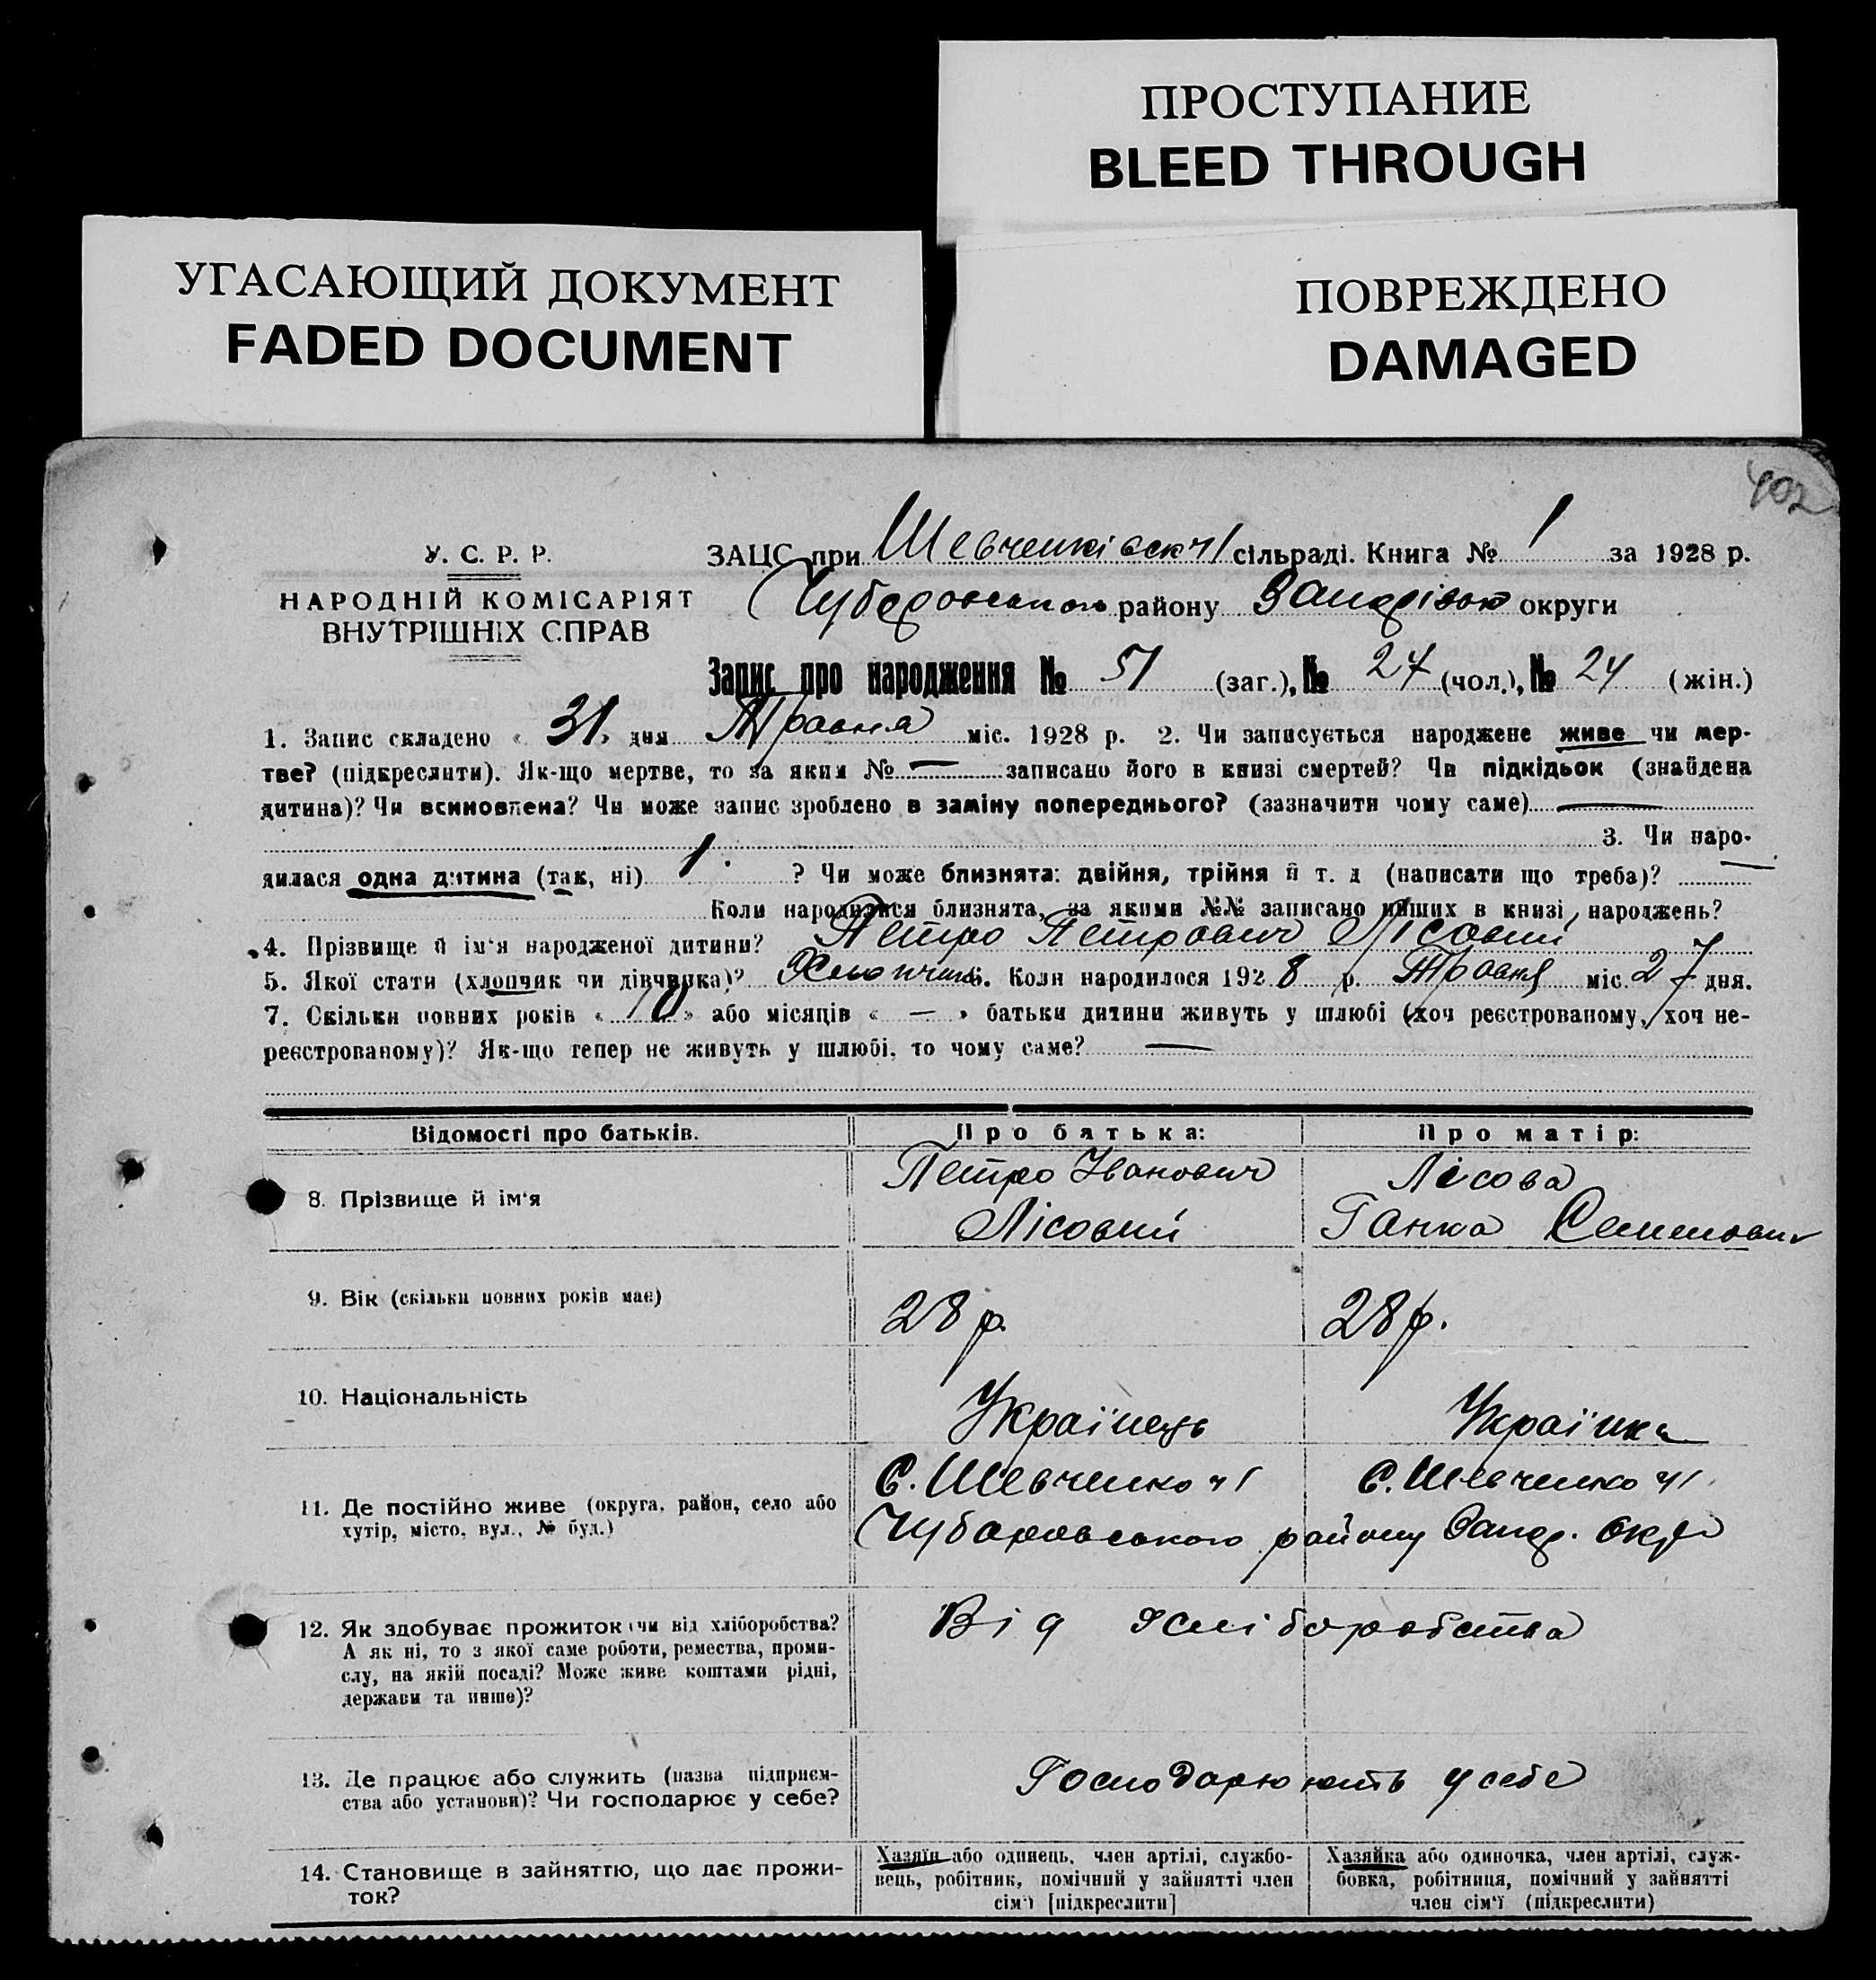 ПРОСТУПАНИЕ
BLEED THROUGH
УГАСАЮЩИЙ ДОКУМЕНТ
FADED DOCUMENT
ПОВРЕЖДЕНО
DAMAGED
402
У. С. Р. Р.
НАРОДНІЙ КОМІСАРІЯТ
ВНУТРІШНІХ СПРАВ
ЗАЦС при Шевченківск ч1 сільраді. Книга № 1 за 1928 р.
району округи
Запис про народження № 51 (заг.), № 27 (чол.), № 24 (жін.)
1. Запис складено « 31 » дня Травня міс. 1928 р. 2. Чи записується народжене живе чи мер-
тве? (підкреслити). Як-що мертве, то за яким № — записано його в книзі смертей? Чи підкідьок (знайдена
дитина)? Чи всиновлена? Чи може запис зроблено в заміну попереднього? (зазначити чому саме) —
3. Чи наро-
дилася одна дитина (так, ні) 1 ? Чи може близнята: двійня, трійня й т. д (написати що треба)? —
Коли народилися близнята, за якими №№ записано инших в книзі народжень?
4. Прізвище й ім'я народженої дитини? Петро Петрович Лісовий
5. Якої стати (хлопчик чи дівчинка)? Хлопчик 6. Коли народилося 1928 р. Травня міс. 27 дня.
7. Скільки повних років « 10 » або місяців « — » батьки дитини живуть у шлюбі (хоч реєстрованому, хоч не-
реєстрованому)? Як-що тепер не живуть у шлюбі, то чому саме? —
Відомості про батьків. Про батька: Про матір:
8. Прізвище й ім'я
Петро Іванович
Лісовий
Лісова
Ганка
9. Вік (скільки повних років має) 28 р. 28 р.
10. Національність Українець Українка
11. Де постійно живе (округа, район, село або
хутір, місто, вул., № буд.)
С. Шевченко ч1 С. Шевченко ч1
Чубаровського району Запр. окр
12. Як здобуває прожиток (чи від хліборобства?
А як ні, то з якої саме роботи, ремества, проми-
слу, на якій посаді? Може живе коштами рідні,
держави та инше)?
Від хліборобства
13. Де працює або служить (назва підприєм-
ства або установи)? Чи господарює у себе?
Господарюють у себе
14. Становище в зайняттю, що дає прожи-
ток?
Хазяїн або одинець, член артілі, службо-
вець, робітник, помічний у зайнятті член
сім'ї [підкреслити]
Хазяйка або одиночка, член артілі, служ-
бовка, робітниця, помічний у зайнятті
член сім'ї (підкреслити)